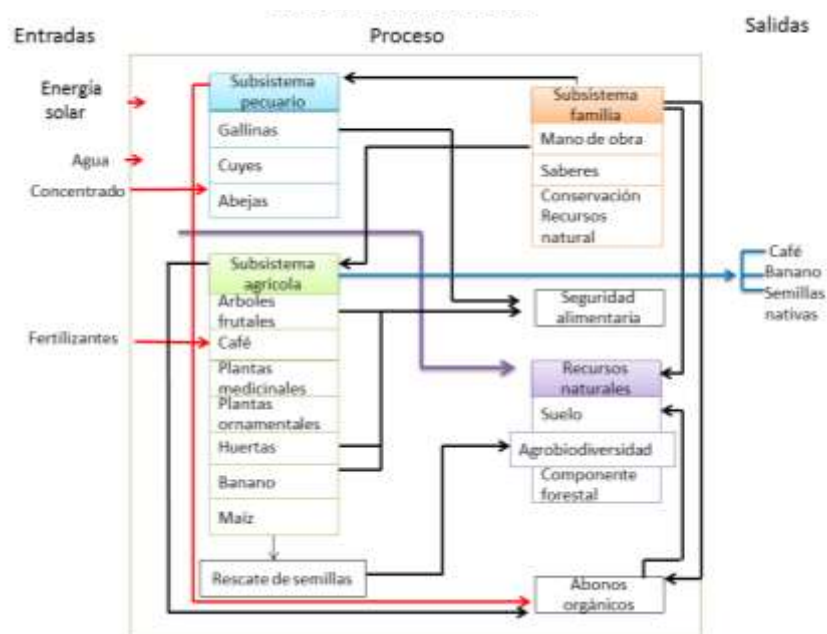 Entradas
Proceso
Salidas
Energía
solar
Agua
Concentrado
Fertilizantes
Subsistema
pecuario
Gallinas
Cuyes
Abejas
Subsistema
agrícola
Arboles
frutales
Café
Plantas
medicinales
Plantas
ornamentales
Huertas
Banano
Maíz
Rescate de semillas
Subsistema
familia
Mano de obra
Saberes
Conservación
Recursos
natural
Seguridad
alimentaria
Recursos
naturales
Suelo
Agrobiodiversidad
Componente
forestal
Abonos
orgánicos
Café
Banano
Semillas
nativas